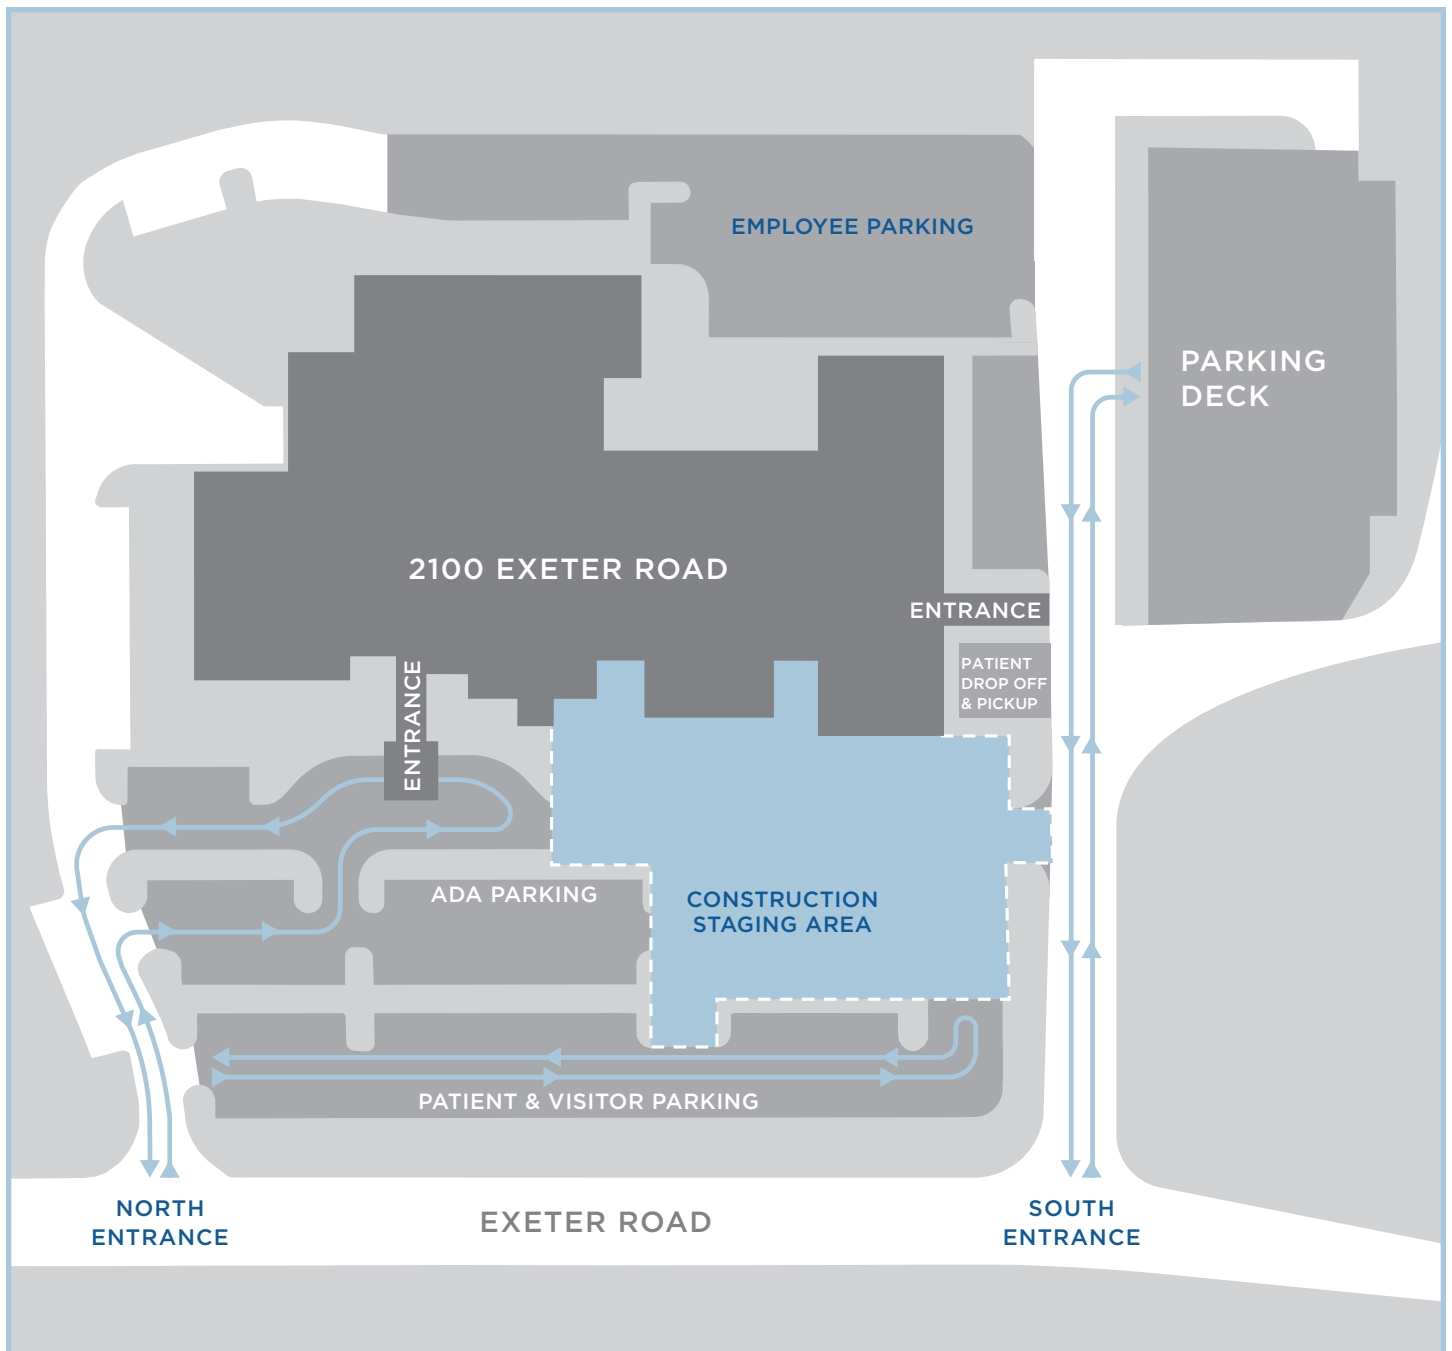 EMPLOYEE PARKING
PARKING
DECK
2100 EXETER ROAD
ENTRANCE
PATIENT
DROP OFF
& PICKUP
ENTRANCE
ADA PARKING
CONSTRUCTION
STAGING AREA
PATIENT & VISITOR PARKING
NORTH
ENTRANCE
EXETER ROAD
SOUTH
ENTRANCE